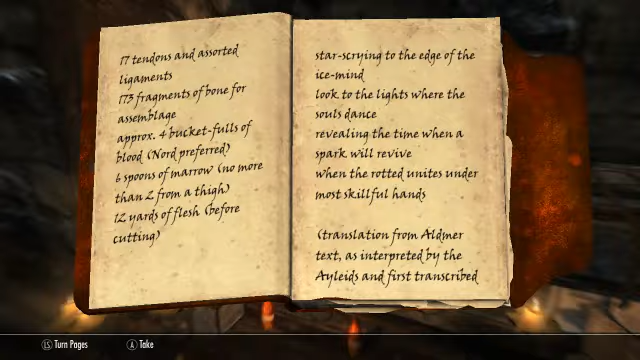 17 tendons and assorted
ligaments
173 fragments of bone for
assemblage
approx. 4 bucket-fulls of
blood (Nord preferred)
6 spoons of marrow (no more
than 2 from a thigh)
12 yards of flesh (before
cutting)
star-scrying to the edge of the
ice-mind
look to the lights where the
souls dance
revealing the time when a
spark will revive
when the rotted unites under
most skillful hands
(translation from Aldmer
text, as interpreted by the
Ayleids and first transcribed
LS Turn Pages
A Take